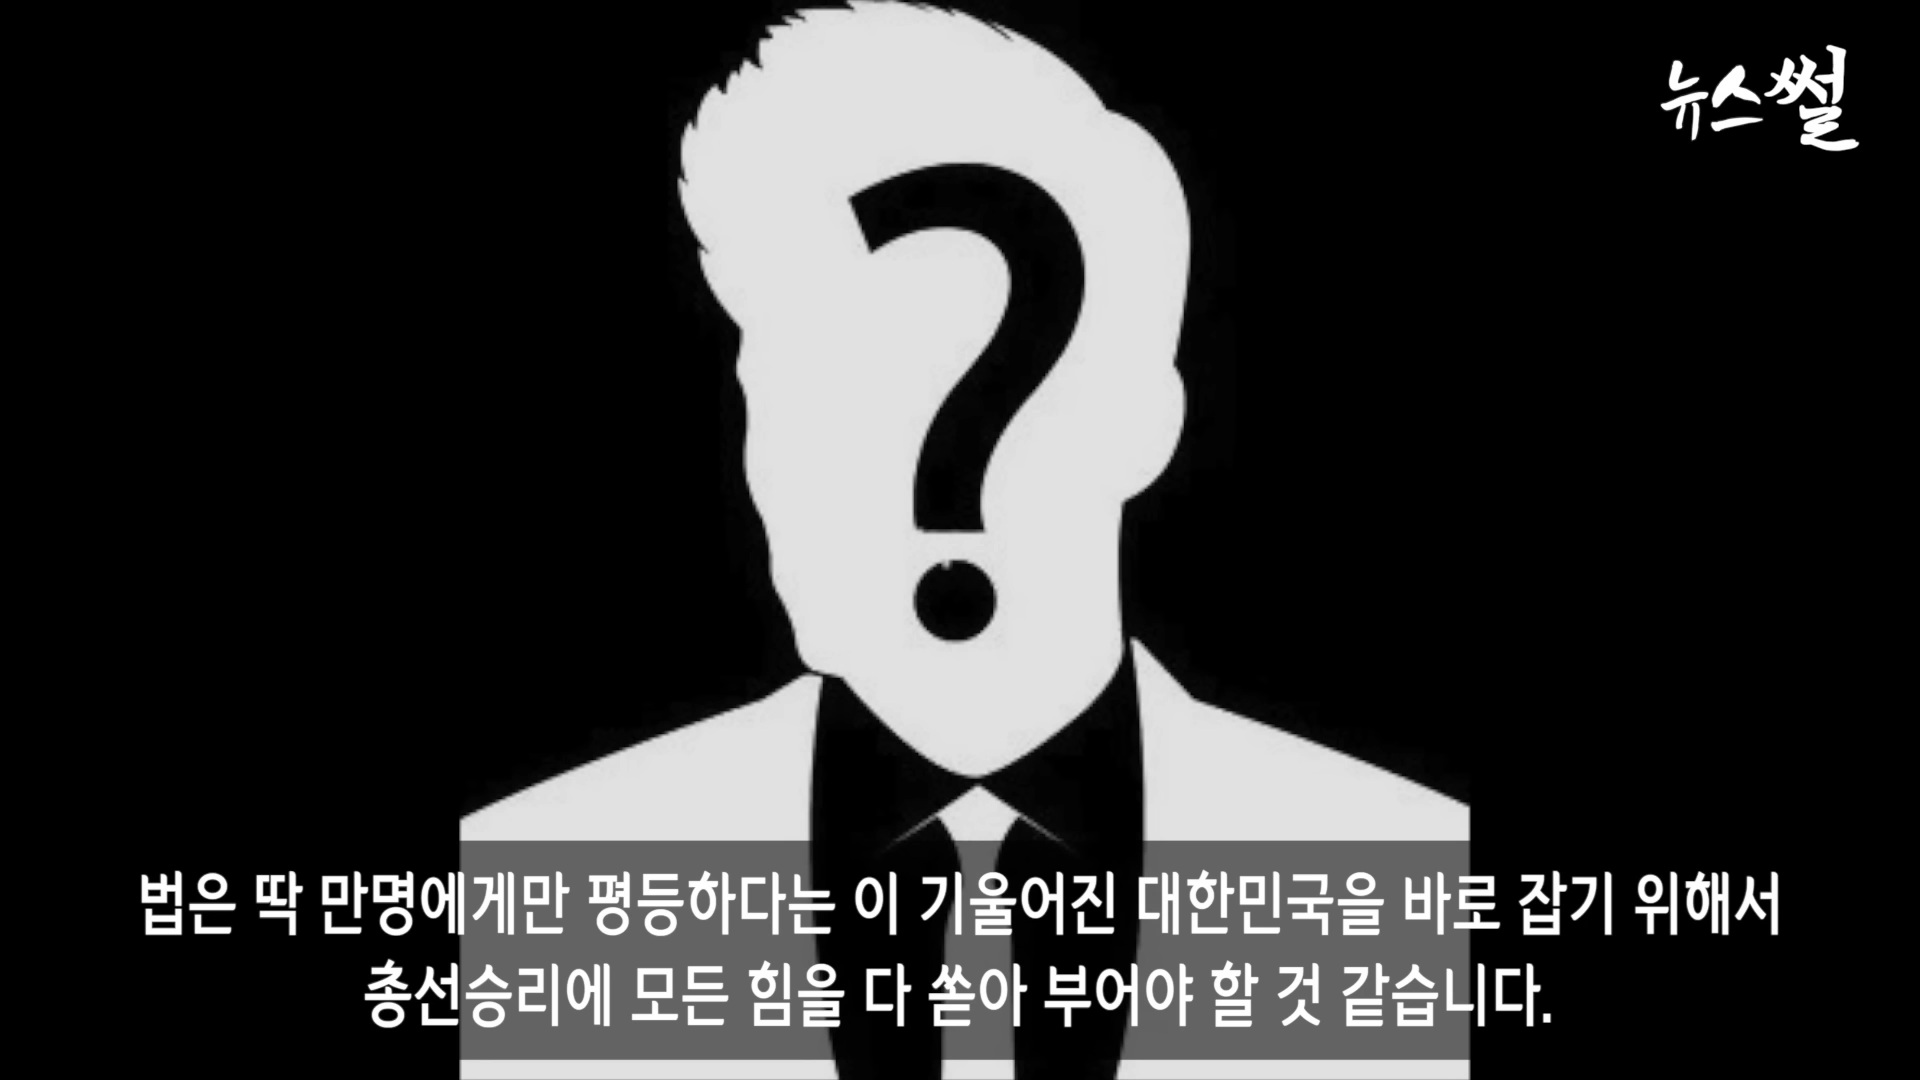 뉴스썰
법은 딱 만명에게만 평등하다는 이 기울어진 대한민국을 바로 잡기 위해서
총선승리에 모든 힘을 다 쏟아 부어야 할 것 같습니다.